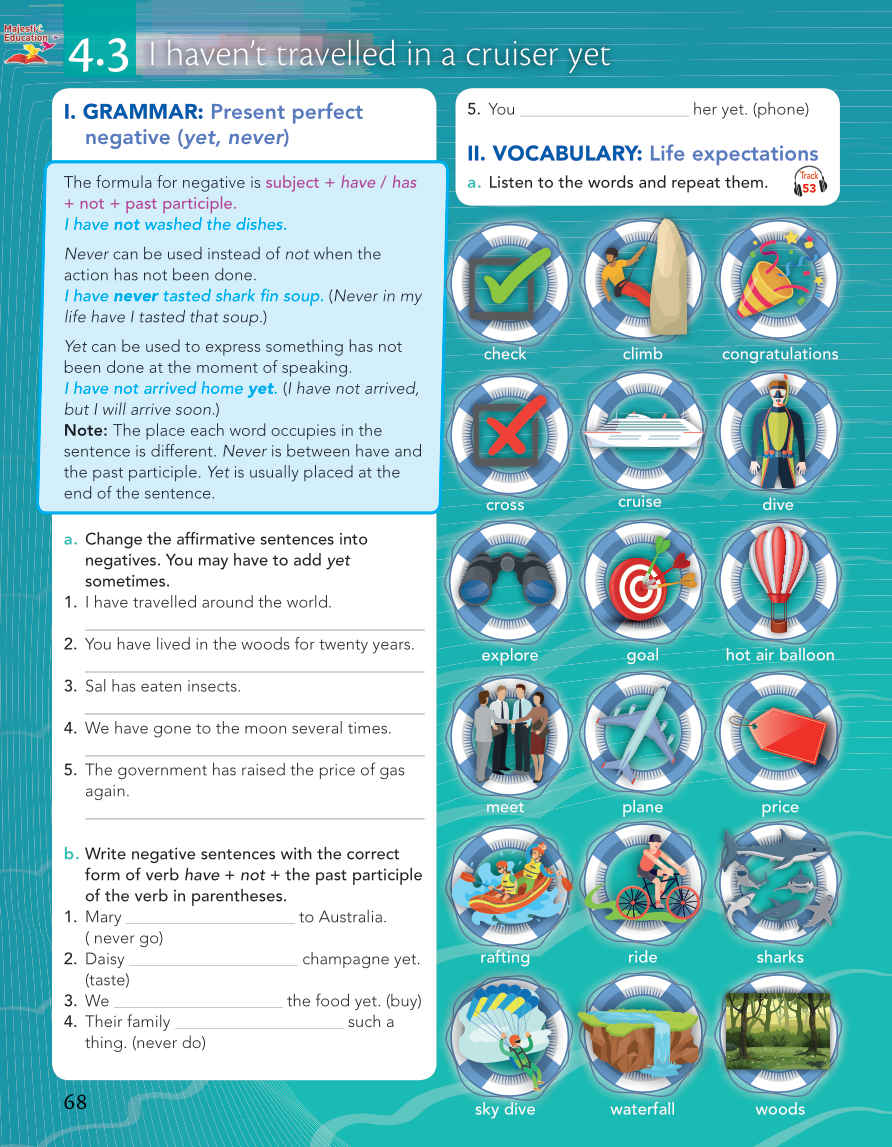 Majestic Education
4.3 I haven't travelled in a cruiser yet
I. GRAMMAR: Present perfect
negative (yet, never)
The formula for negative is subject + have / has
+ not + past participle.
I have not washed the dishes.
Never can be used instead of not when the
action has not been done.
I have never tasted shark fin soup. (Never in my
life have I tasted that soup.)
Yet can be used to express something has not
been done at the moment of speaking.
I have not arrived home yet. (I have not arrived,
but I will arrive soon.)
Note: The place each word occupies in the
sentence is different. Never is between have and
the past participle. Yet is usually placed at the
end of the sentence.
a. Change the affirmative sentences into
negatives. You may have to add yet
sometimes.
1. I have travelled around the world.
2. You have lived in the woods for twenty years.
3. Sal has eaten insects.
4. We have gone to the moon several times.
5. The government has raised the price of gas
again.
b. Write negative sentences with the correct
form of verb have + not + the past participle
of the verb in parentheses.
1. Mary ____ to Australia.
( never go)
2. Daisy ____ champagne yet.
(taste)
3. We ____ the food yet. (buy)
4. Their family ____ such a
thing. (never do)
68
5. You ____ her yet. (phone)
II. VOCABULARY: Life expectations
a. Listen to the words and repeat them.
Track
53
check
climb
congratulations
cross
cruise
dive
explore
goal
hot air balloon
meet
plane
price
rafting
ride
sharks
sky dive
waterfall
woods